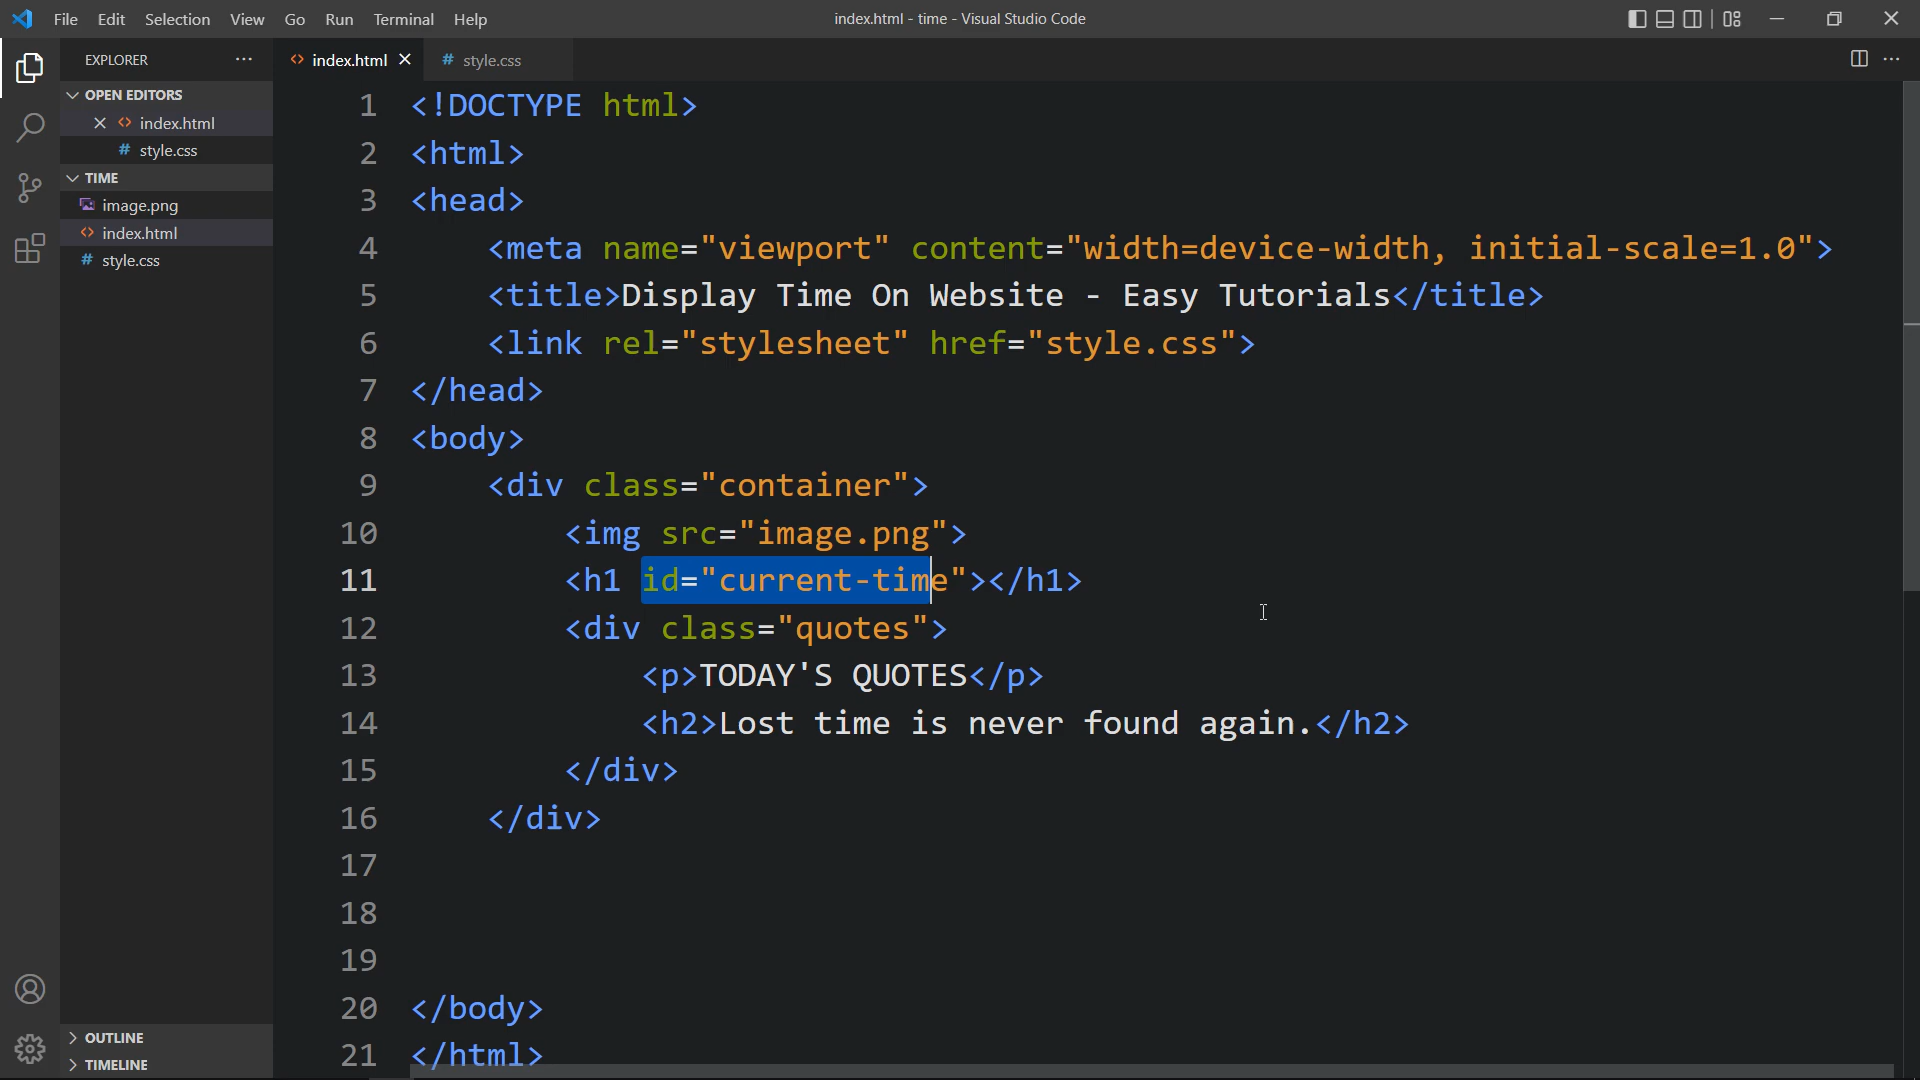 File Edit Selection View Go Run Terminal Help
index.html - time - Visual Studio Code
EXPLORER
index.html
# style.css
OPEN EDITORS
index.html
# style.css
TIME
image.png
index.html
# style.css
OUTLINE
TIMELINE
1 <!DOCTYPE html>
2 <html>
3 <head>
4 <meta name="viewport" content="width=device-width, initial-scale=1.0">
5 <title>Display Time On Website - Easy Tutorials</title>
6 <link rel="stylesheet" href="style.css">
7 </head>
8 <body>
9 <div class="container">
10 <img src="image.png">
11 <h1 id="current-time"></h1>
12 <div class="quotes">
13 <p>TODAY'S QUOTES</p>
14 <h2>Lost time is never found again.</h2>
15 </div>
16 </div>
17
18
19
20 </body>
21 </html>